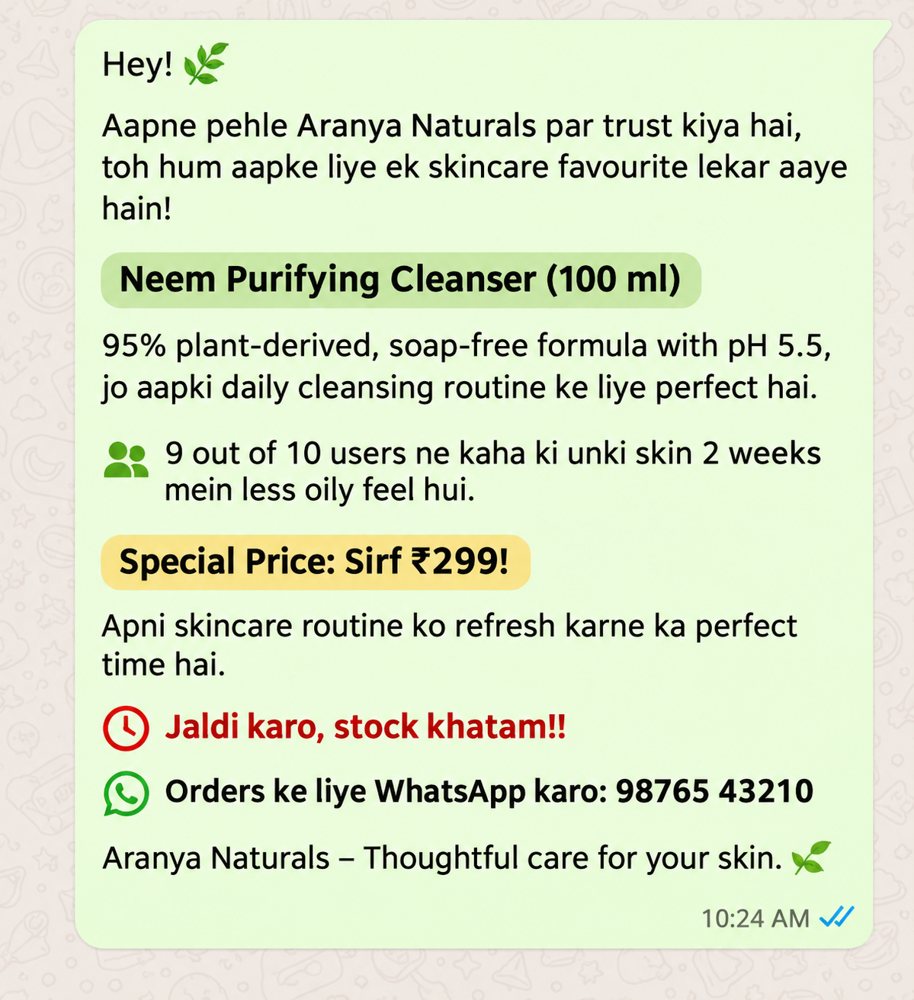 Hey! 🌿
Aapne pehle Aranya Naturals par trust kiya hai,
toh hum aapke liye ek skincare favourite lekar aaye
hain!
Neem Purifying Cleanser (100 ml)
95% plant-derived, soap-free formula with pH 5.5,
jo aapki daily cleansing routine ke liye perfect hai.
9 out of 10 users ne kaha ki unki skin 2 weeks
mein less oily feel hui.
Special Price: Sirf ₹299!
Apni skincare routine ko refresh karne ka perfect
time hai.
Jaldi karo, stock khatam!!
Orders ke liye WhatsApp karo: 98765 43210
Aranya Naturals – Thoughtful care for your skin. 🌿
10:24 AM